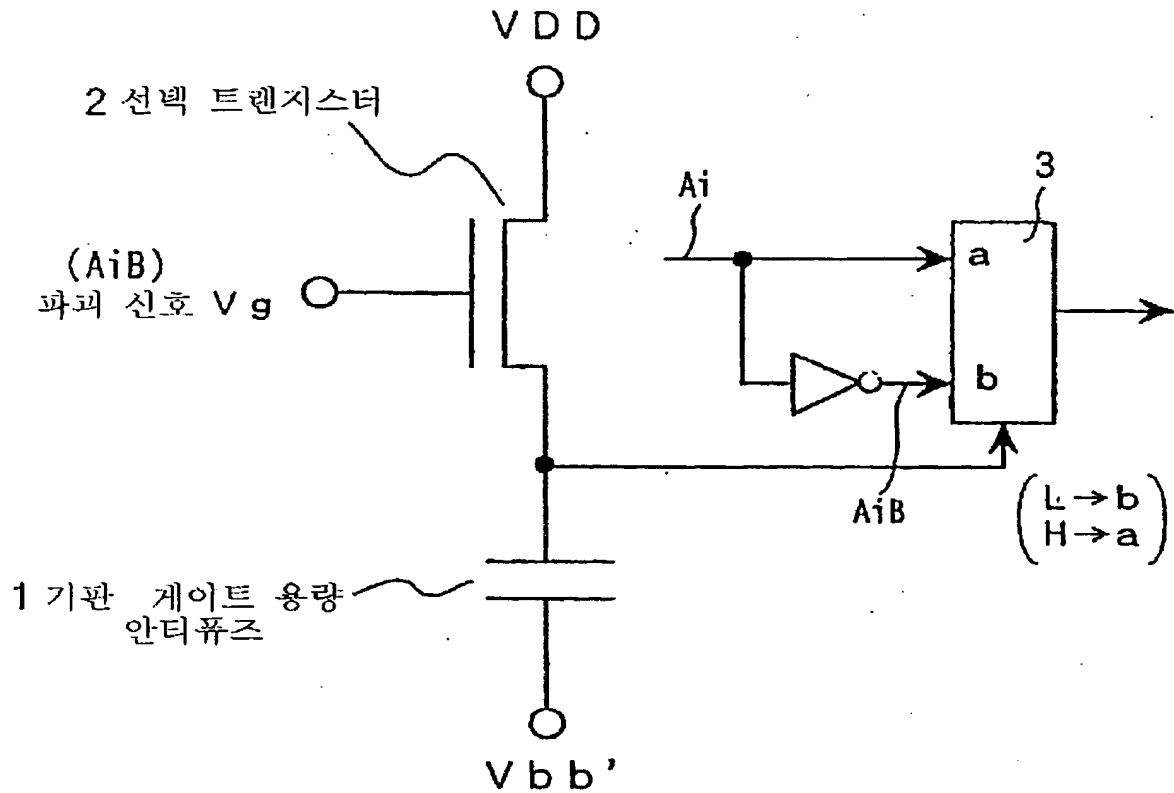 VDD
2 선택 트랜지스터
3
Ai
a
(AiB)
파괴 신호 Vg
b
AiB
L→b
H→a
1 기판 게이트 용량
안티퓨즈
Vbb'